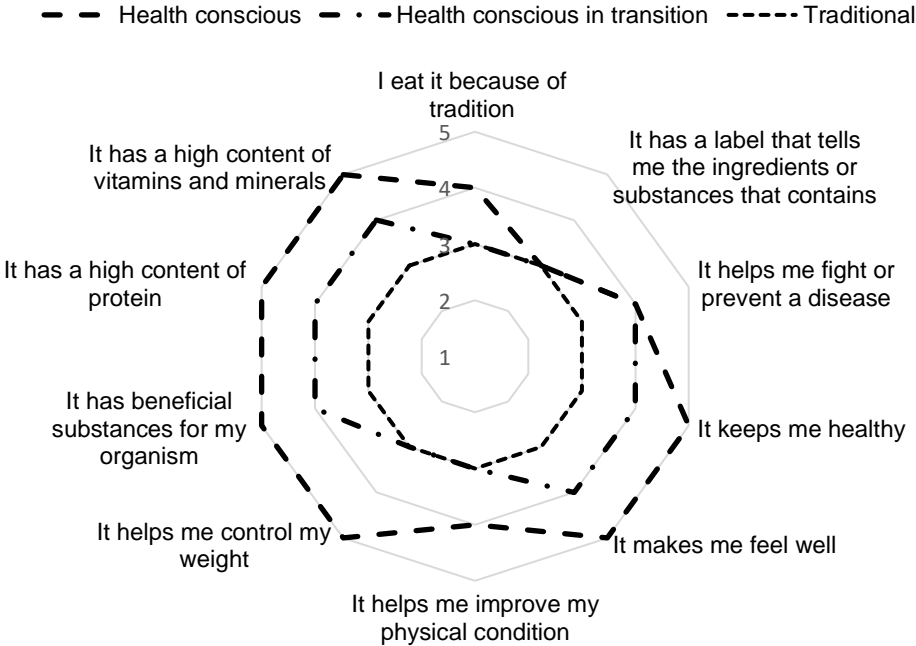 Health conscious Health conscious in transition Traditional
I eat it because of
tradition
It has a label that tells
me the ingredients or
substances that contains
It helps me fight or
prevent a disease
It keeps me healthy
It makes me feel well
It helps me improve my
physical condition
It helps me control my
weight
It has beneficial
substances for my
organism
It has a high content of
protein
It has a high content of
vitamins and minerals
5
4
3
2
1